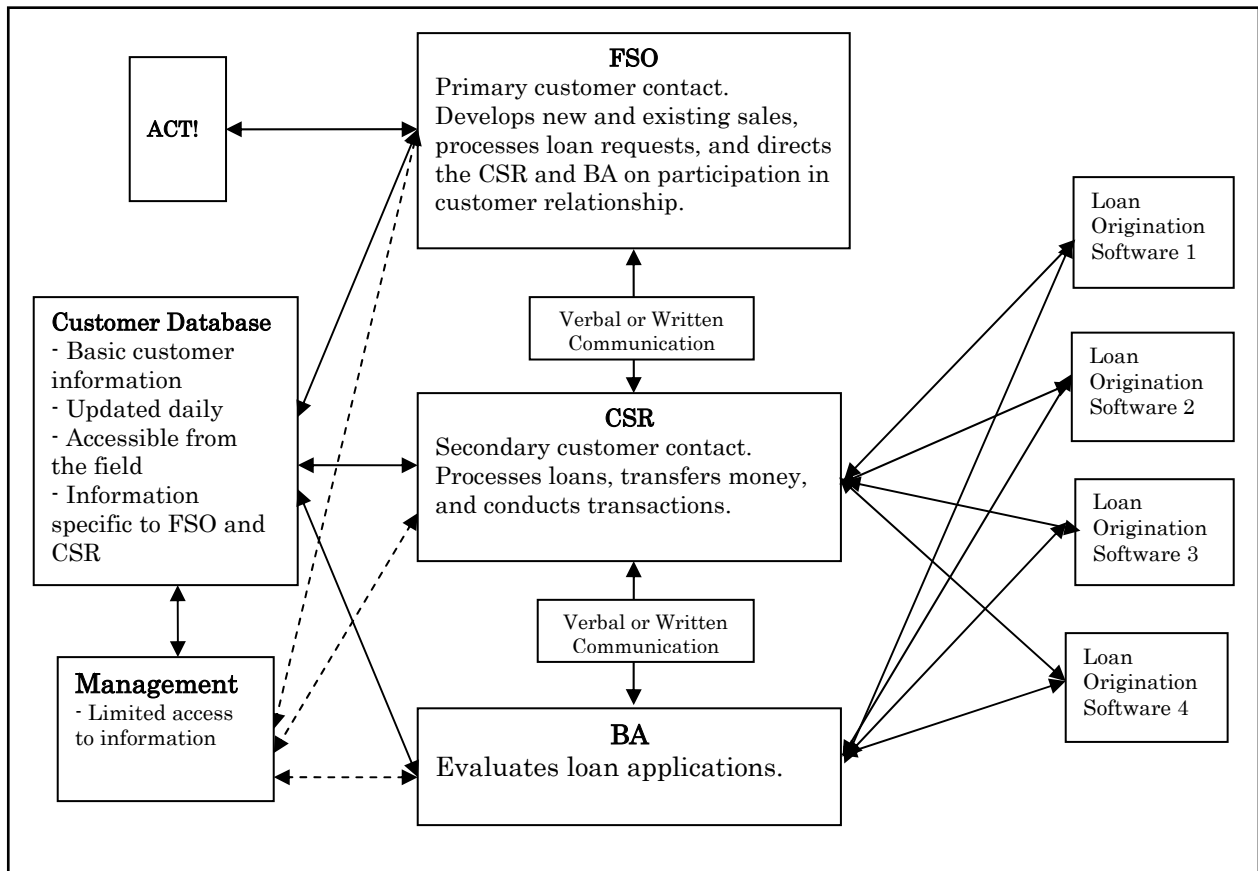 FSO
Primary customer contact.
Develops new and existing sales,
processes loan requests, and directs
the CSR and BA on participation in
customer relationship.
ACT!
Loan
Origination
Software 1
Verbal or Written
Communication
Customer Database
- Basic customer
information
- Updated daily
- Accessible from
the field
- Information
specific to FSO and
CSR
Loan
Origination
Software 2
CSR
Secondary customer contact.
Processes loans, transfers money,
and conducts transactions.
Loan
Origination
Software 3
Verbal or Written
Communication
Management
- Limited access
to information
Loan
Origination
Software 4
BA
Evaluates loan applications.